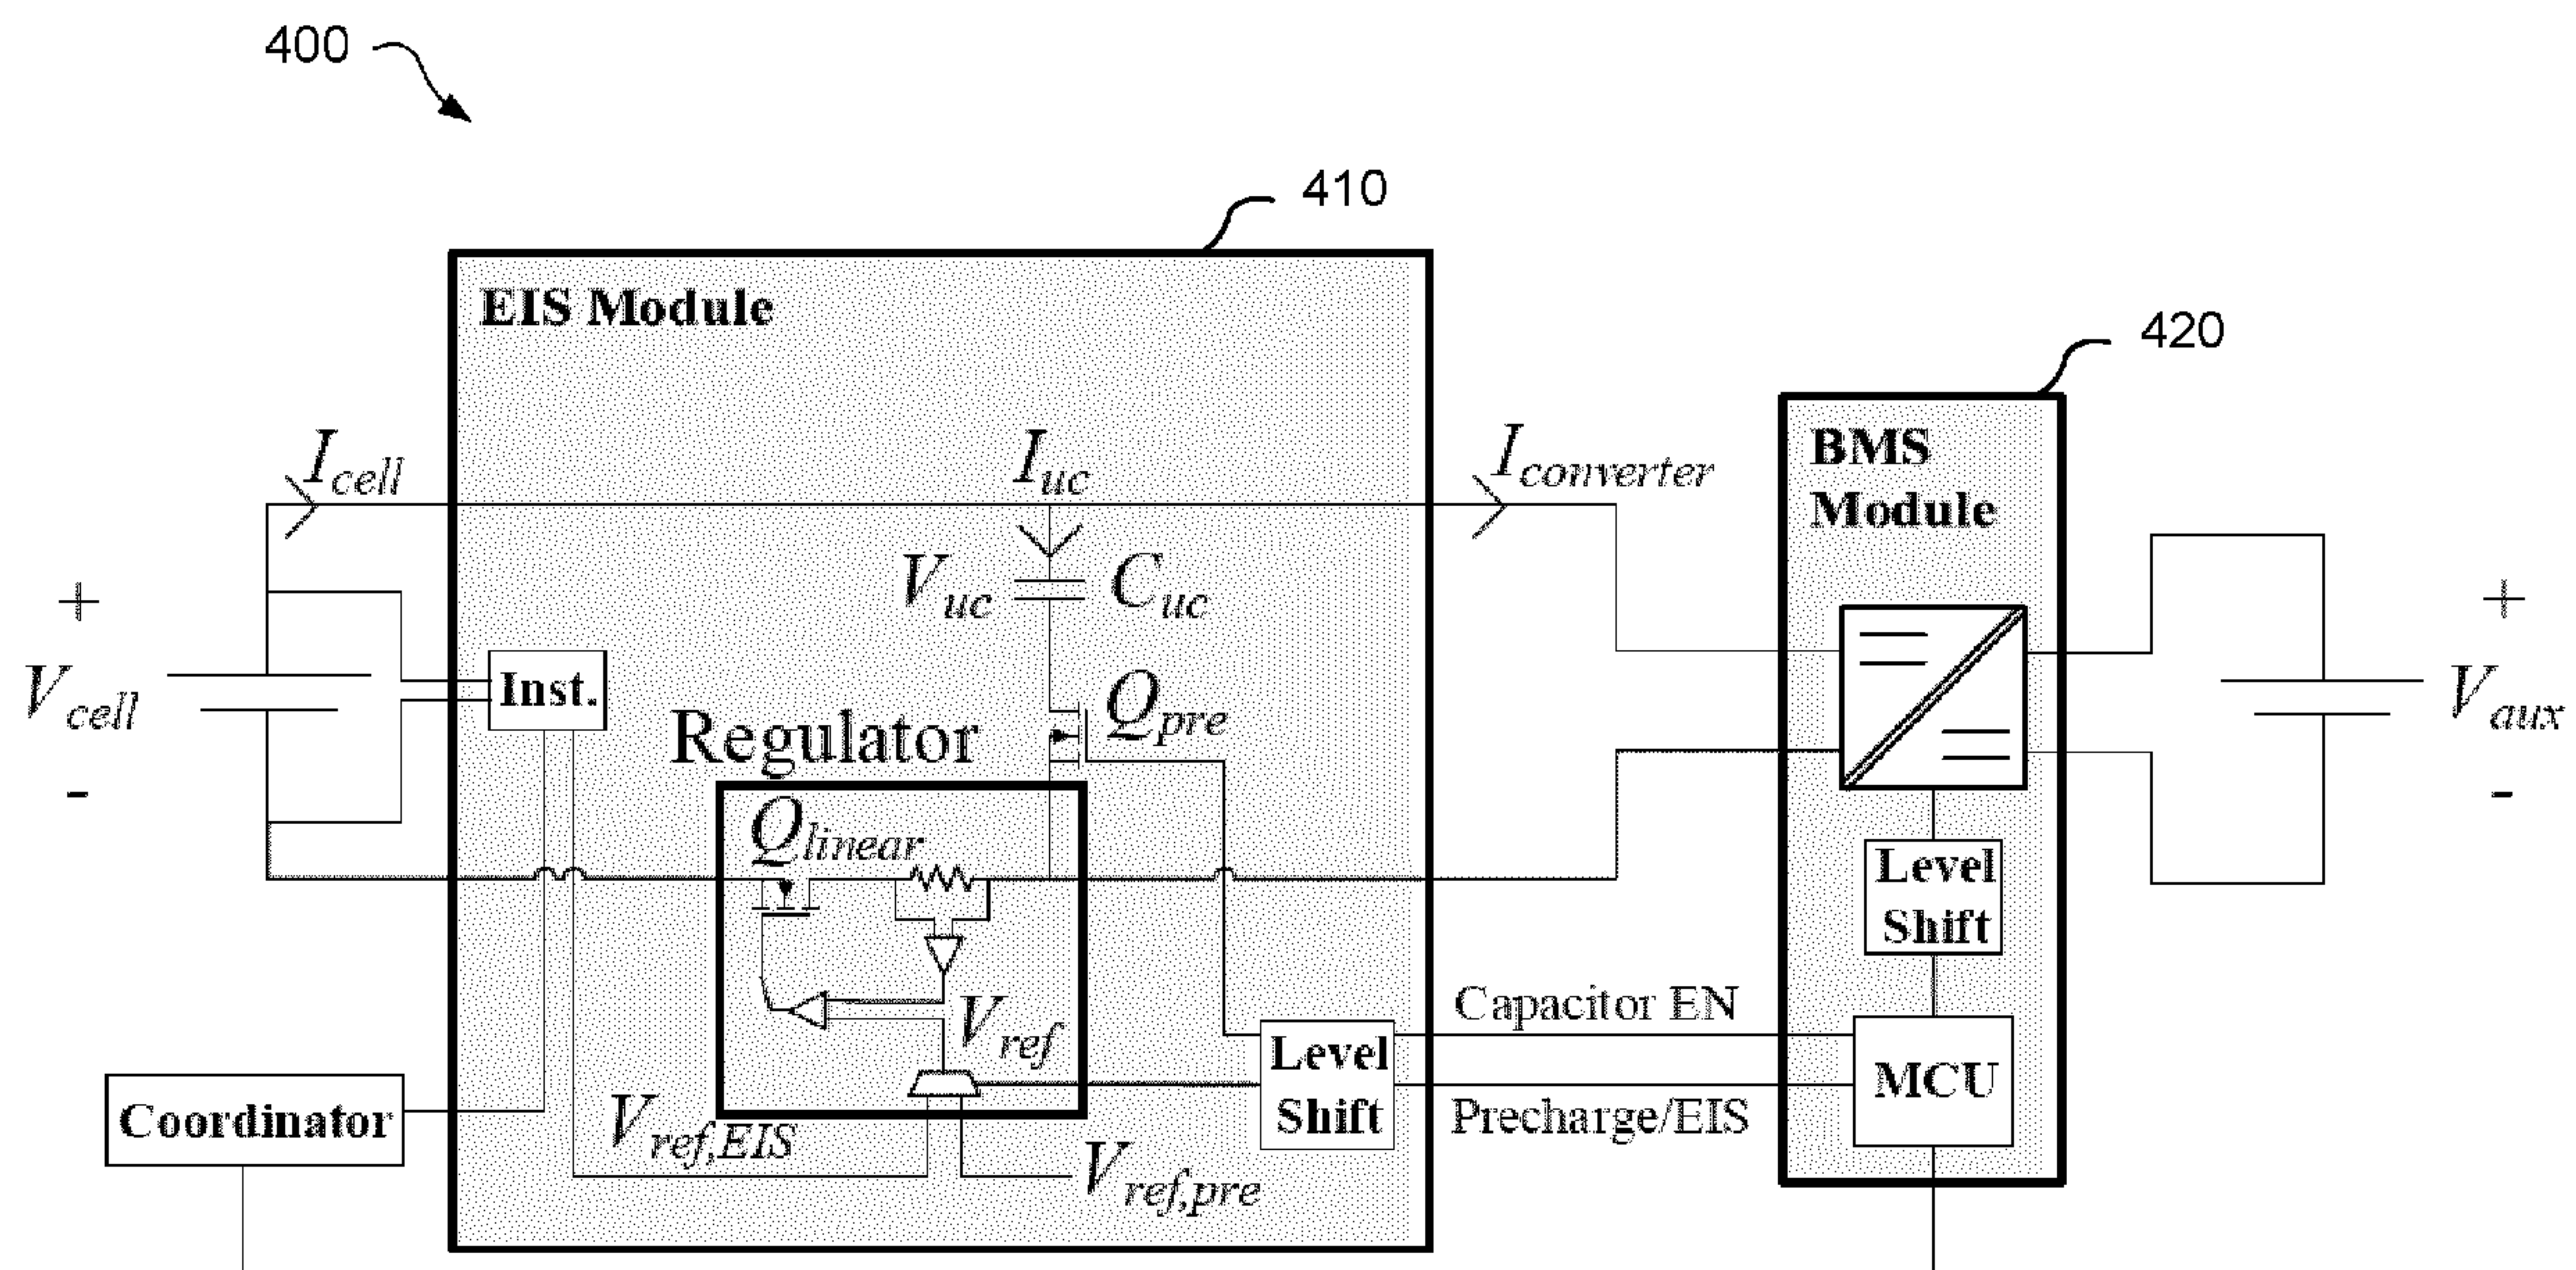 400
410
EIS Module
420
I_cell
I_uc
I_converter
BMS
Module
+
V_uc
C_uc
+
V_cell
Inst.
Q_pre
V_aux
Regulator
-
-
Q_linear
Level
Shift
Capacitor EN
V_ref
Level
Shift
MCU
Coordinator
V_ref,EIS
Precharge/EIS
V_ref,pre